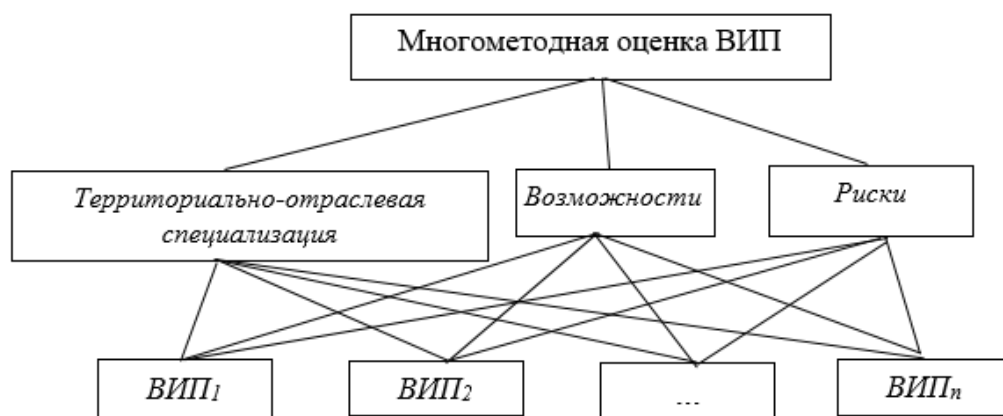 Многометодная оценка ВИП
Территориально-отраслевая
специализация
Возможности
Риски
ВИП1
ВИП2
...
ВИПn